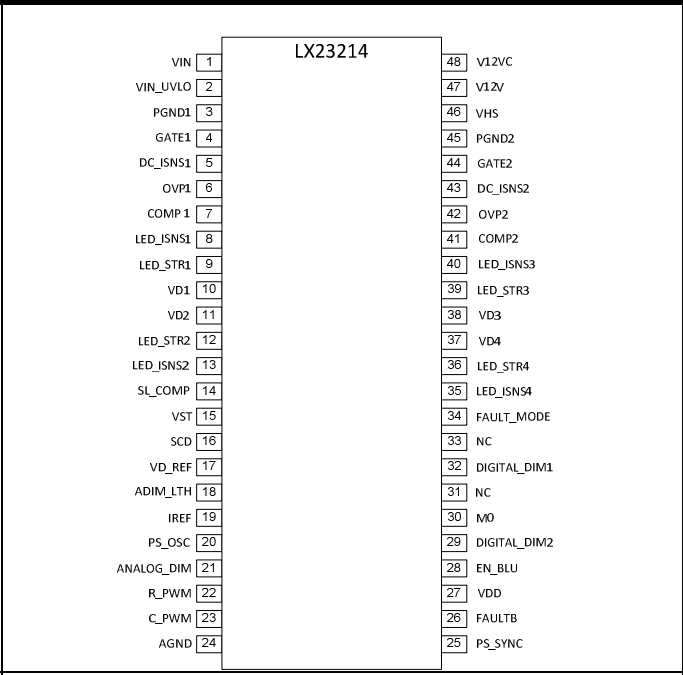 LX23214
VIN 1 48 V12VC
VIN_UVLO 2 47 V12V
PGND1 3 46 VHS
GATE1 4 45 PGND2
DC_ISNS1 5 44 GATE2
OVP1 6 43 DC_ISNS2
COMP 1 7 42 OVP2
LED_ISNS1 8 41 COMP2
LED_STR1 9 40 LED_ISNS3
VD1 10 39 LED_STR3
VD2 11 38 VD3
LED_STR2 12 37 VD4
LED_ISNS2 13 36 LED_STR4
SL_COMP 14 35 LED_ISNS4
VST 15 34 FAULT_MODE
SCD 16 33 NC
VD_REF 17 32 DIGITAL_DIM1
ADIM_LTH 18 31 NC
IREF 19 30 M0
PS_OSC 20 29 DIGITAL_DIM2
ANALOG_DIM 21 28 EN_BLU
R_PWM 22 27 VDD
C_PWM 23 26 FAULTB
AGND 24 25 PS_SYNC